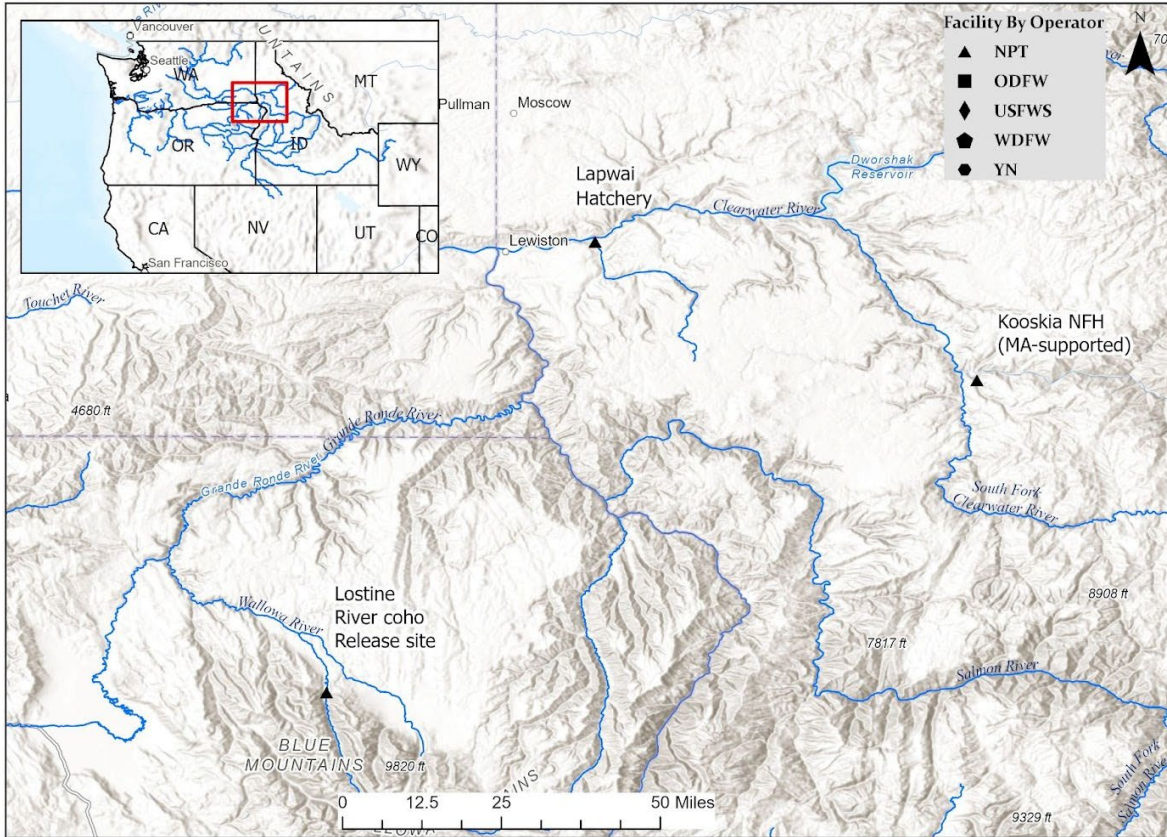 Vancouver
Seattle
WA
UNTAINS
MT
OR
ID
WY
CA
NV
UT
CO
San Francisco
Facility By Operator
NPT
ODFW
USFWS
WDFW
YN
N
70
Pullman
Moscow
Dworshak
Reservoir
Lapwai
Hatchery
Clearwater River
Lewiston
Touchet River
Kooskia NFH
(MA-supported)
4680 ft
Grande Ronde River
Grande Ronde River
South Fork
Clearwater River
Lostine
River coho
Release site
Wallowa River
8908 ft
7817 ft
Salmon River
BLUE
MOUNTAINS
9820 ft
South Fork
Salmon River
9329 ft
0 12.5 25 50 Miles